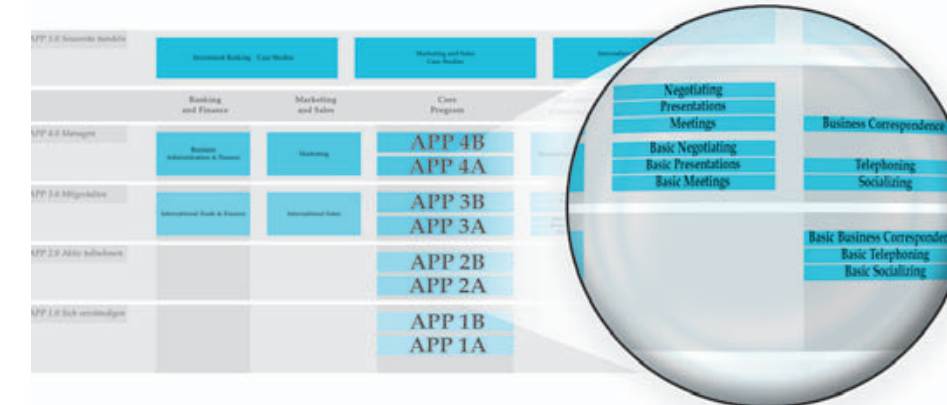 APP 5.0 Souverän handeln
Investment Banking Case Studies
Marketing and Sales
Case Studies
Banking
and Finance
Marketing
and Sales
Core
Program
APP 4.0 Managen
Business
Administration & Finance
Marketing
APP 4B
APP 4A
APP 3.0 Mitgestalten
International Trade & Finance
International Sales
APP 3B
APP 3A
APP 2.0 Aktiv teilnehmen
APP 2B
APP 2A
APP 1.0 Sich verständigen
APP 1B
APP 1A
Negotiating
Presentations
Meetings
Basic Negotiating
Basic Presentations
Basic Meetings
Business Correspondence
Telephoning
Socializing
Basic Business Corresponden
Basic Telephoning
Basic Socializing